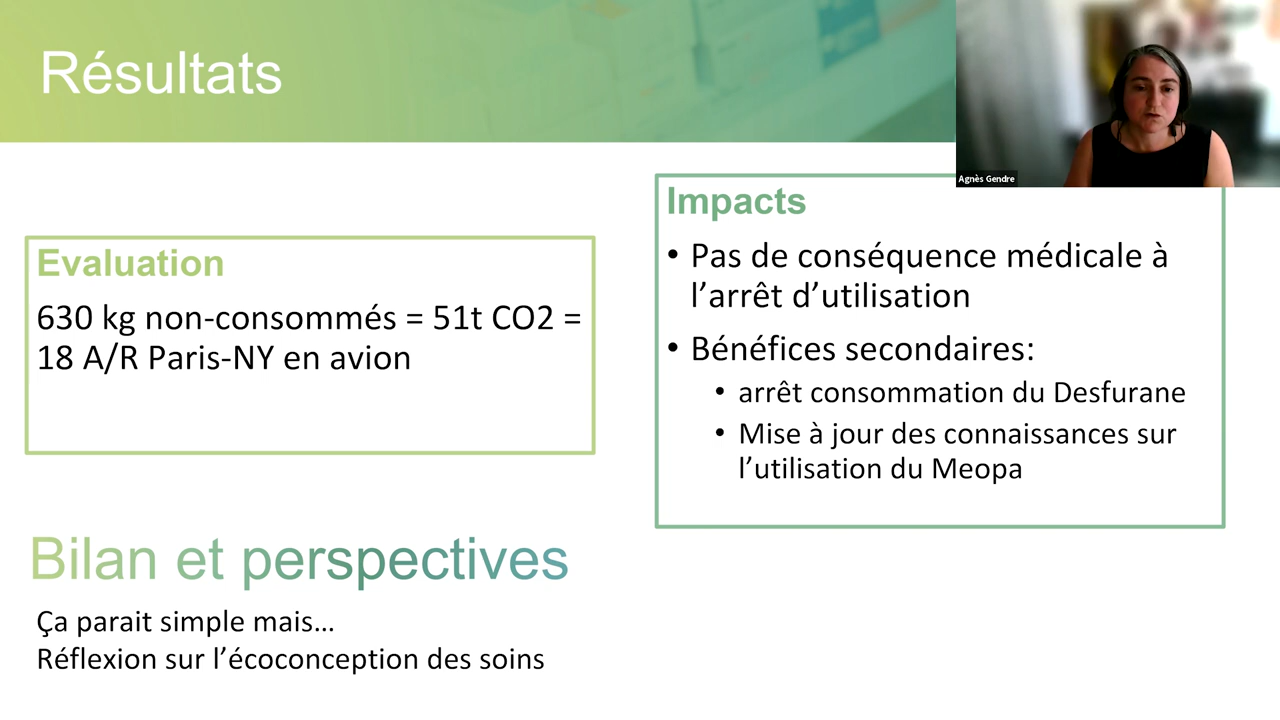 Résultats
Agnès Gendre
Evaluation
630 kg non-consommés = 51t CO2 =
18 A/R Paris-NY en avion
Impacts
• Pas de conséquence médicale à
l’arrêt d’utilisation
• Bénéfices secondaires:
• arrêt consommation du Desfurane
• Mise à jour des connaissances sur
l’utilisation du Meopa
Bilan et perspectives
Ça parait simple mais…
Réflexion sur l’écoconception des soins